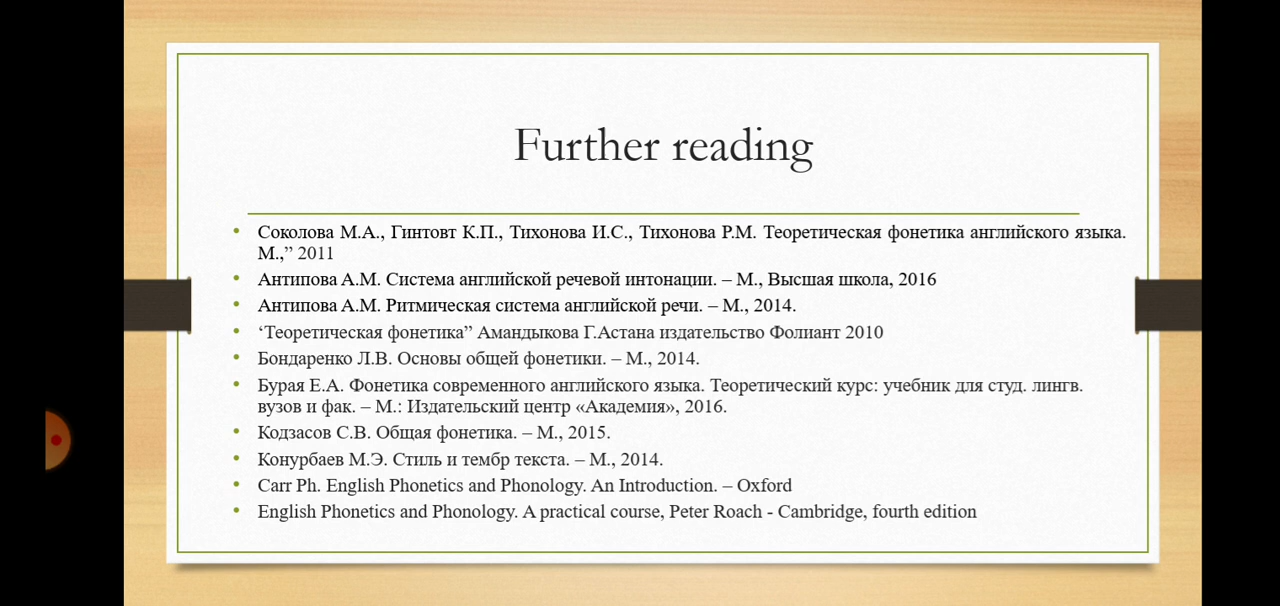 Further reading
Соколова М.А., Гинтовт К.П., Тихонова И.С., Тихонова Р.М. Теоретическая фонетика английского языка.
М.,” 2011
Антипова А.М. Система английской речевой интонации. – М., Высшая школа, 2016
Антипова А.М. Ритмическая система английской речи. – М., 2014.
‘Теоретическая фонетика” Амандыкова Г.Астана издательство Фолиант 2010
Бондаренко Л.В. Основы общей фонетики. – М., 2014.
Бурая Е.А. Фонетика современного английского языка. Теоретический курс: учебник для студ. лингв.
вузов и фак. – М.: Издательский центр «Академия», 2016.
Кодзасов С.В. Общая фонетика. – М., 2015.
Конурбаев М.Э. Стиль и тембр текста. – М., 2014.
Carr Ph. English Phonetics and Phonology. An Introduction. – Oxford
English Phonetics and Phonology. A practical course, Peter Roach - Cambridge, fourth edition